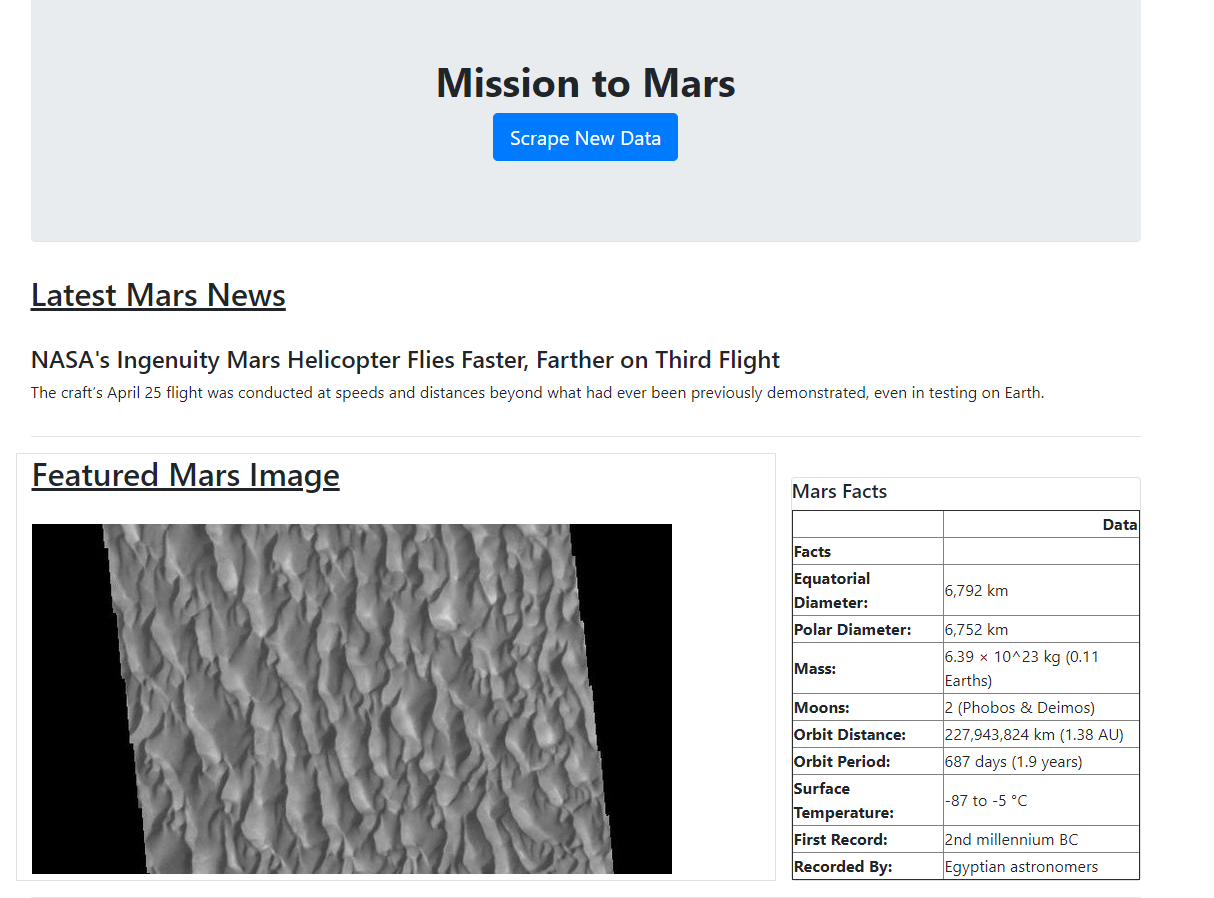 Mission to Mars
Scrape New Data
Latest Mars News
NASA's Ingenuity Mars Helicopter Flies Faster, Farther on Third Flight
The craft’s April 25 flight was conducted at speeds and distances beyond what had ever been previously demonstrated, even in testing on Earth.
Featured Mars Image
Mars Facts
Data
Facts
Equatorial
Diameter:
6,792 km
Polar Diameter: 6,752 km
Mass:
6.39 × 10^23 kg (0.11
Earths)
Moons: 2 (Phobos & Deimos)
Orbit Distance: 227,943,824 km (1.38 AU)
Orbit Period: 687 days (1.9 years)
Surface
Temperature:
-87 to -5 °C
First Record: 2nd millennium BC
Recorded By: Egyptian astronomers